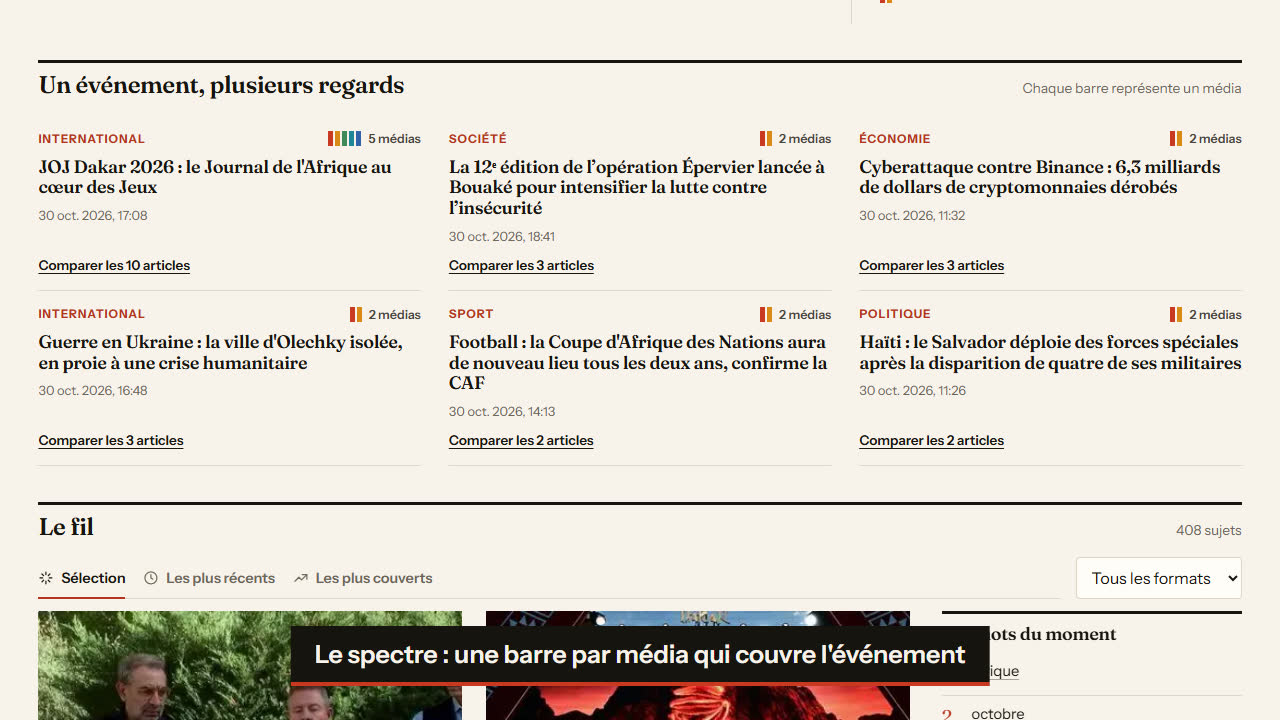 Un événement, plusieurs regards
Chaque barre représente un média
INTERNATIONAL
5 médias
JOJ Dakar 2026 : le Journal de l'Afrique au
cœur des Jeux
30 oct. 2026, 17:08
Comparer les 10 articles
SOCIÉTÉ
2 médias
La 12ᵉ édition de l’opération Épervier lancée à
Bouaké pour intensifier la lutte contre
l’insécurité
30 oct. 2026, 18:41
Comparer les 3 articles
ÉCONOMIE
2 médias
Cyberattaque contre Binance : 6,3 milliards
de dollars de cryptomonnaies dérobés
30 oct. 2026, 11:32
Comparer les 3 articles
INTERNATIONAL
2 médias
Guerre en Ukraine : la ville d'Olechky isolée,
en proie à une crise humanitaire
30 oct. 2026, 16:48
Comparer les 3 articles
SPORT
2 médias
Football : la Coupe d'Afrique des Nations aura
de nouveau lieu tous les deux ans, confirme la
CAF
30 oct. 2026, 14:13
Comparer les 2 articles
POLITIQUE
2 médias
Haïti : le Salvador déploie des forces spéciales
après la disparition de quatre de ses militaires
30 oct. 2026, 11:26
Comparer les 2 articles
Le fil
408 sujets
Sélection
Les plus récents
Les plus couverts
Tous les formats
du moment
2 octobre
Le spectre : une barre par média qui couvre l'événement